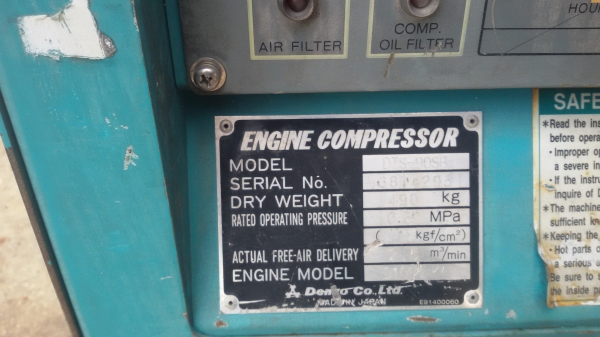 HOUR
AIR FILTER
COMP.
OIL FILTER
ENGINE COMPRESSOR
MODEL
SERIAL No.
DRY WEIGHT kg
RATED OPERATING PRESSURE MPa
kgf/cm²)
ACTUAL FREE-AIR DELIVERY m³/min
ENGINE MODEL
Denyo Co., Ltd.
MADE IN JAPAN
E81400060
SAFE
*Read the ins
before opera
・Improper op
a severe in
・If the instru
inquire of D
*The machine
sufficient kno
*Keeping the
・Hot parts o
a serious a
Be sure to s
the inside pa